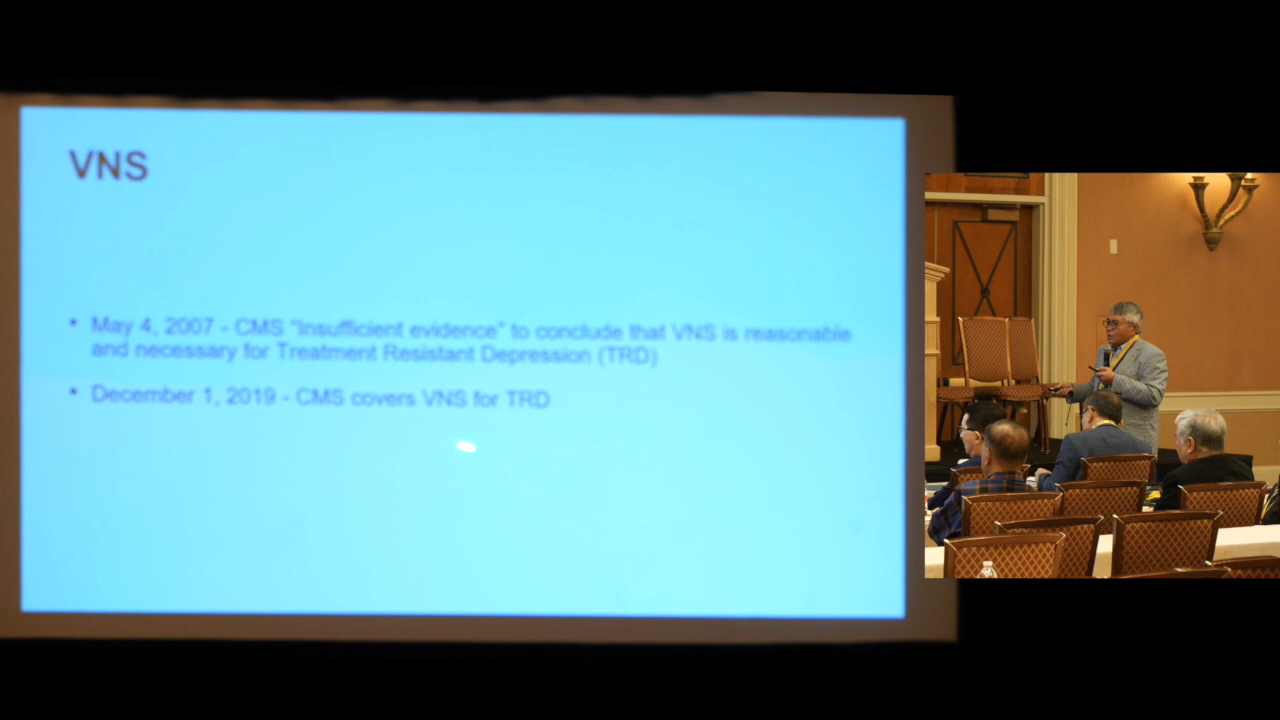 VNS
• May 4, 2007 - CMS "Insufficient evidence" to conclude that VNS is reasonable
and necessary for Treatment Resistant Depression (TRD)
• December 1, 2019 - CMS covers VNS for TRD